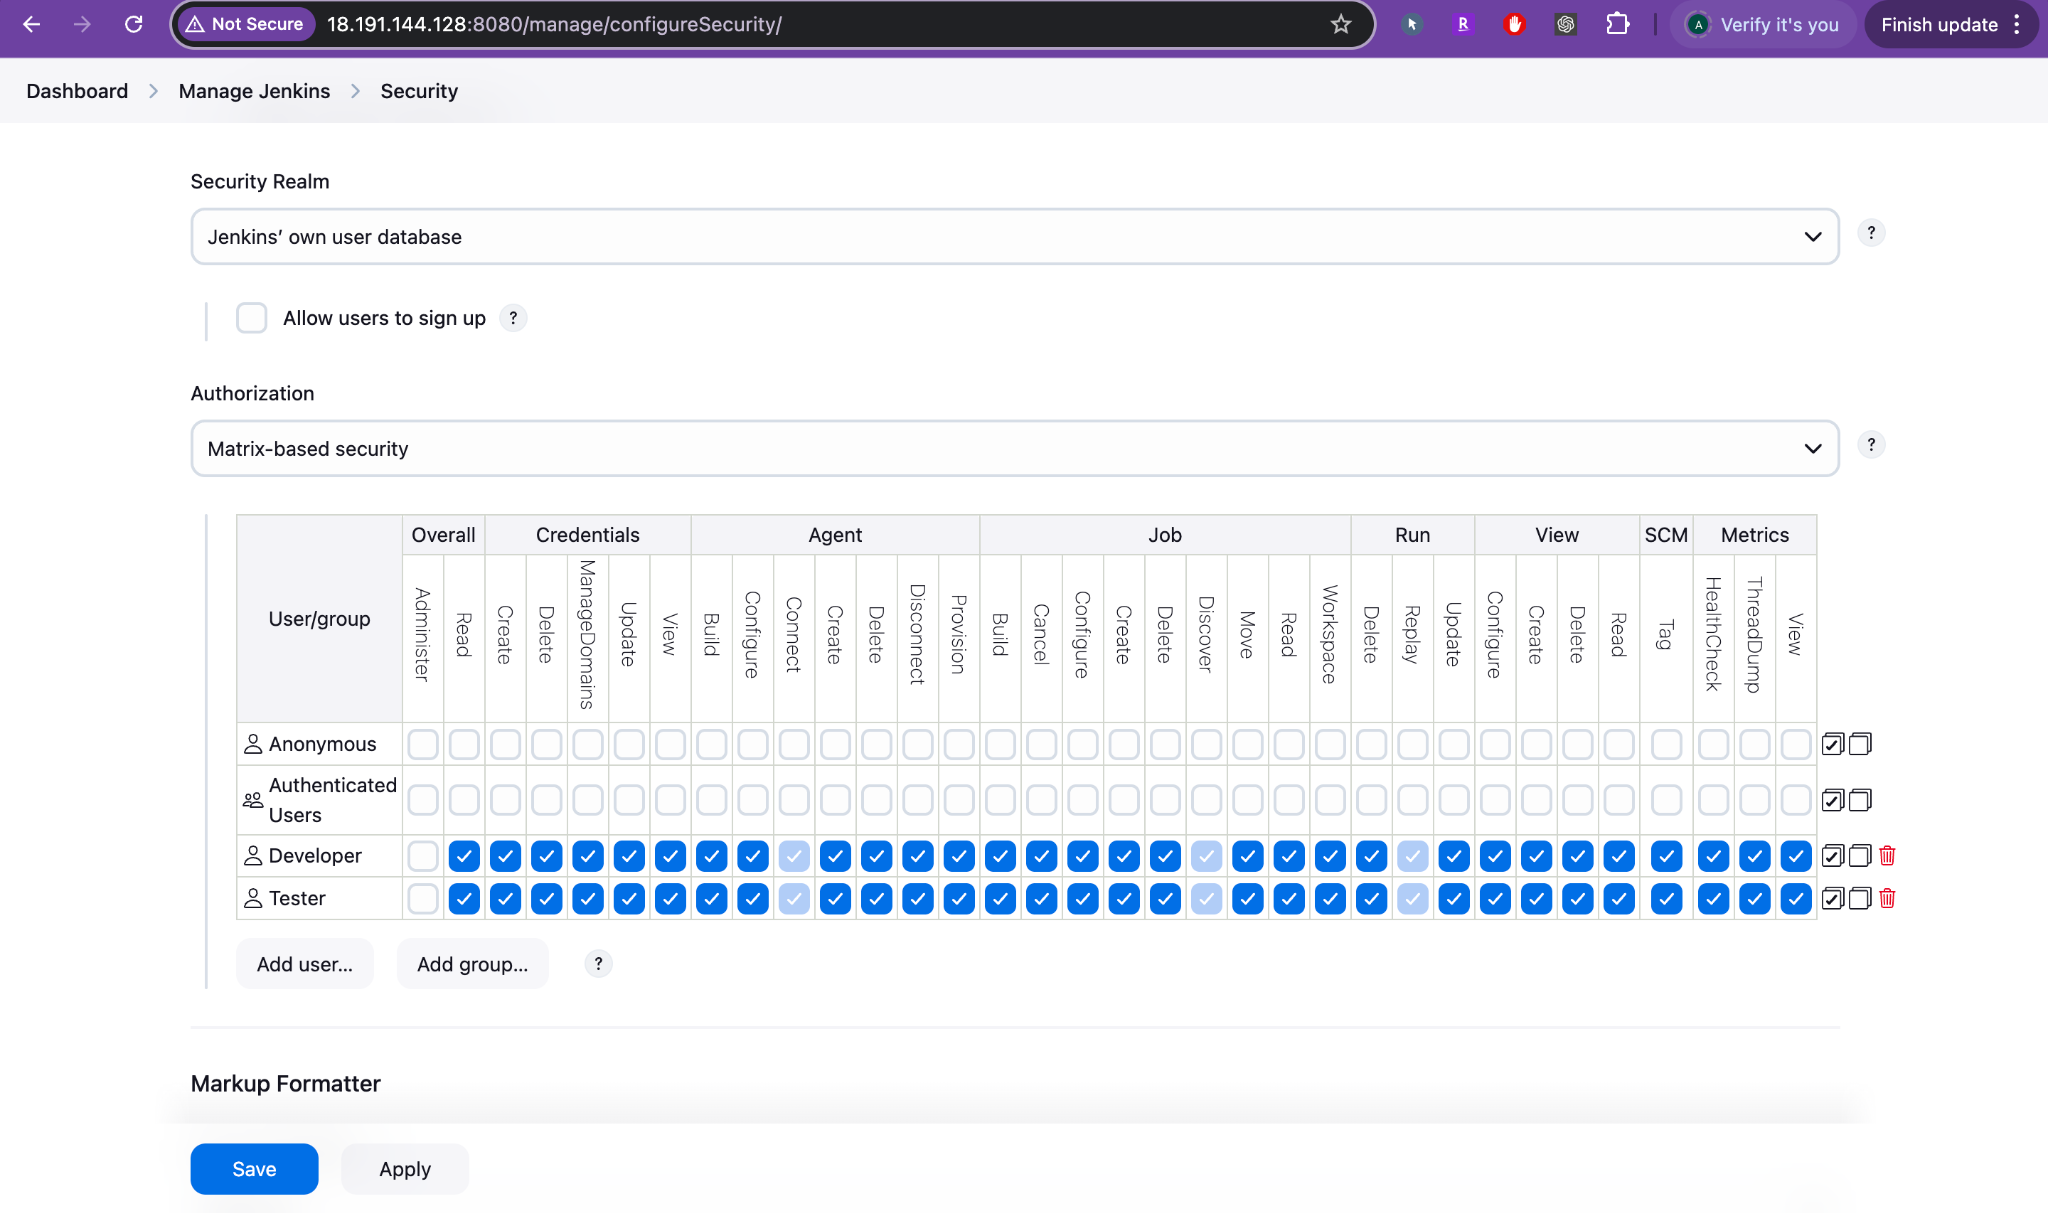 Not Secure 18.191.144.128:8080/manage/configureSecurity/ R A Verify it's you Finish update
Dashboard Manage Jenkins Security
Security Realm
Jenkins' own user database
?
Allow users to sign up ?
Authorization
Matrix-based security
?
User/group Overall Credentials Agent Job Run View SCM Metrics
Administer Read Create Delete ManageDomains Update View Build Configure Connect Create Delete Disconnect Provision Build Cancel Configure Create Delete Discover Move Read Workspace Delete Replay Update Configure Create Delete Read Tag HealthCheck ThreadDump View
Anonymous
Authenticated
Users
Developer
Tester
Add user... Add group... ?
Markup Formatter
Save Apply